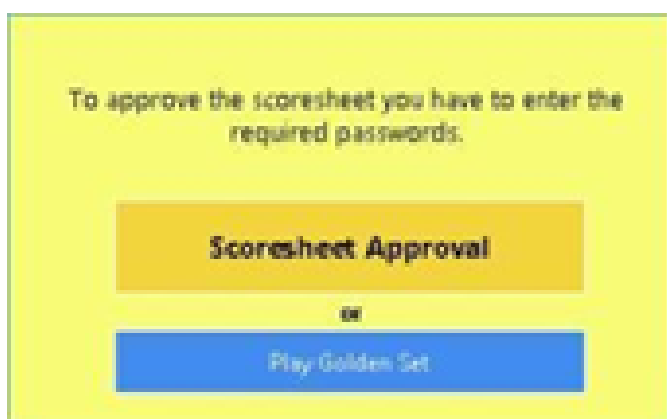 To approve the scoresheet you have to enter the
required passwords.
Scoresheet Approval
or
Play Golden Set